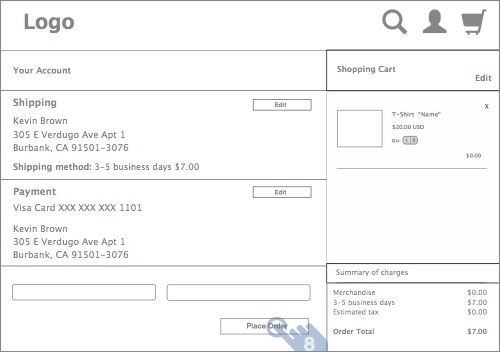 Logo
Your Account
Shopping Cart
Edit
Shipping
Edit
Kevin Brown
305 E Verdugo Ave Apt 1
Burbank, CA 91501-3076
Shipping method: 3-5 business days $7.00
Payment
Edit
Visa Card XXX XXX XXX 1101
Kevin Brown
305 E Verdugo Ave Apt 1
Burbank, CA 91501-3076
Place Order
8
x
T-Shirt "Name"
$20.00 USD
Qty:
$0.00
Summary of charges
Merchandise $0.00
3-5 business days $7.00
Estimated tax $0.00
Order Total $7.00